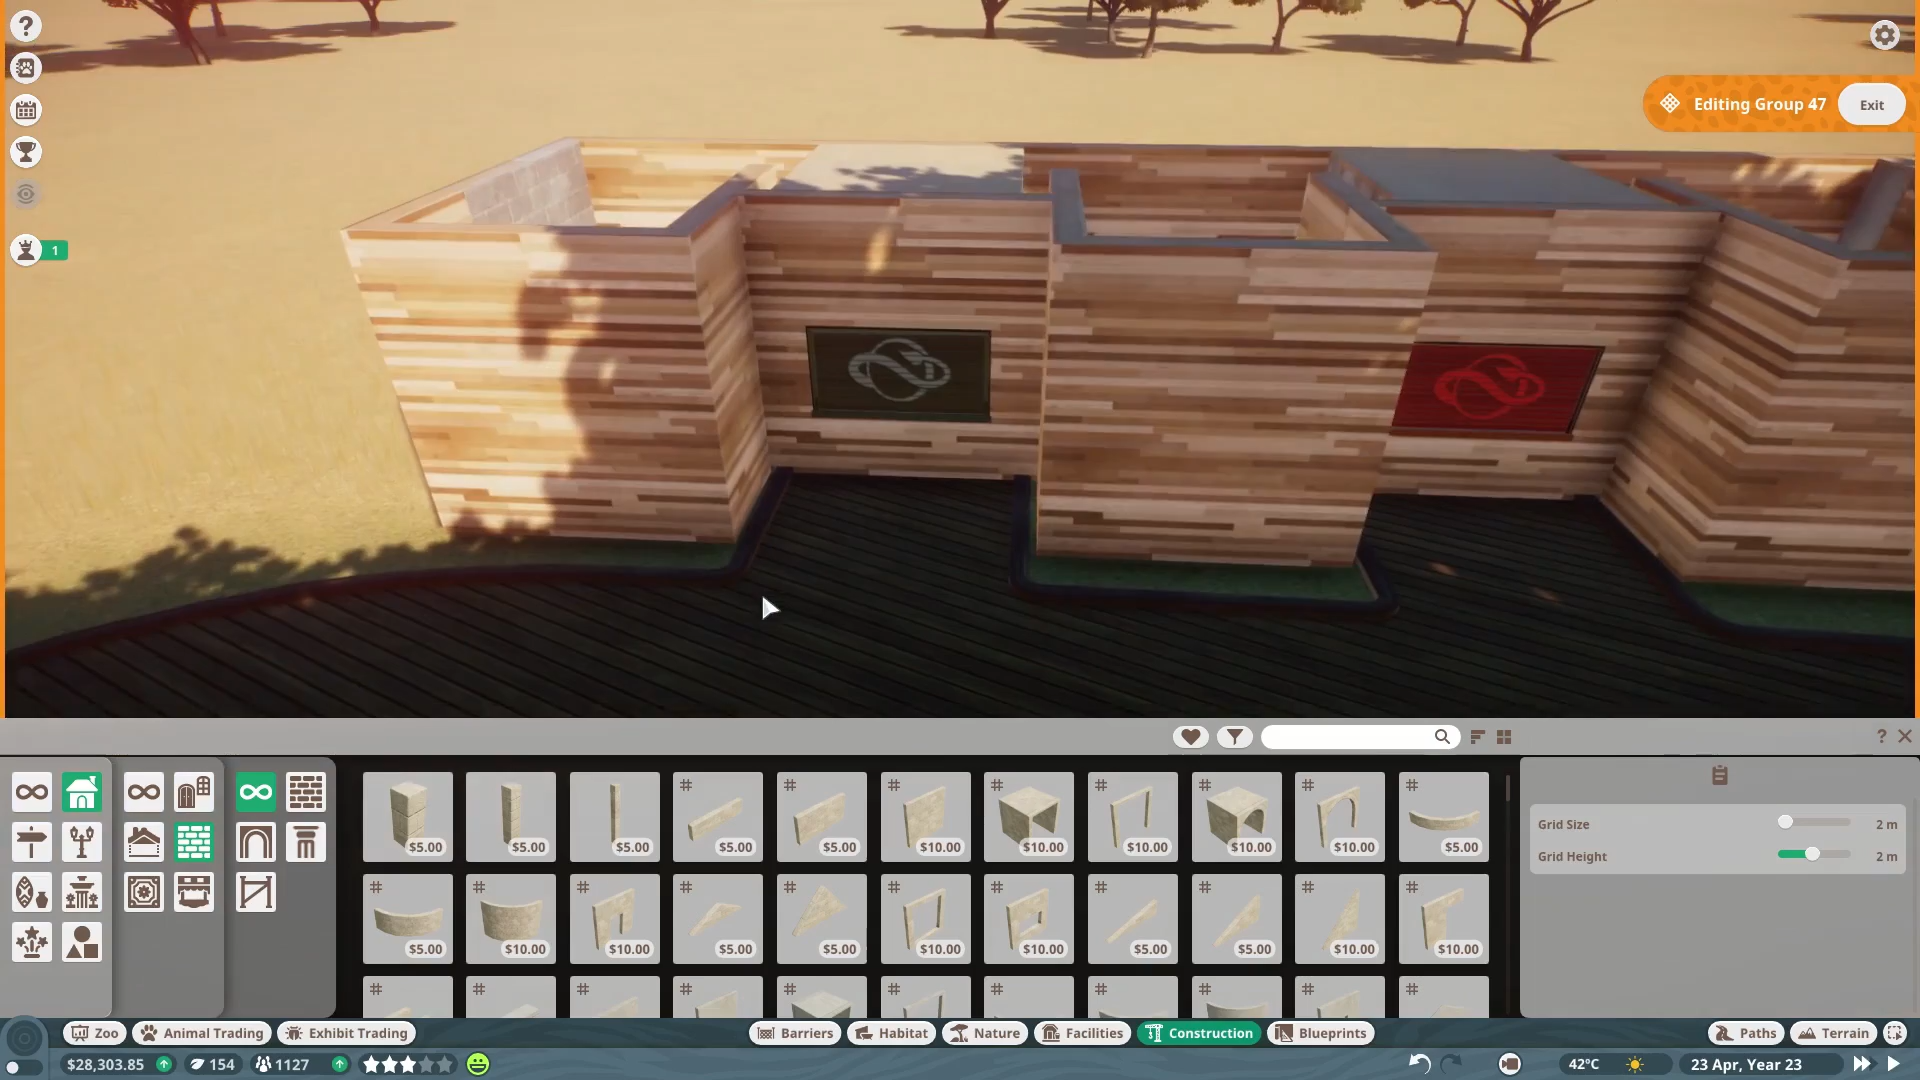 ?
1
Editing Group 47
Exit
?
$5.00
$5.00
$5.00
$5.00
$5.00
$10.00
$10.00
$10.00
$10.00
$10.00
$5.00
$5.00
$10.00
$10.00
$5.00
$5.00
$10.00
$10.00
$5.00
$5.00
$10.00
$10.00
Grid Size
2 m
Grid Height
2 m
Zoo
Animal Trading
Exhibit Trading
Barriers
Habitat
Nature
Facilities
Construction
Blueprints
Paths
Terrain
$28,303.85
154
1127
42°C
23 Apr, Year 23